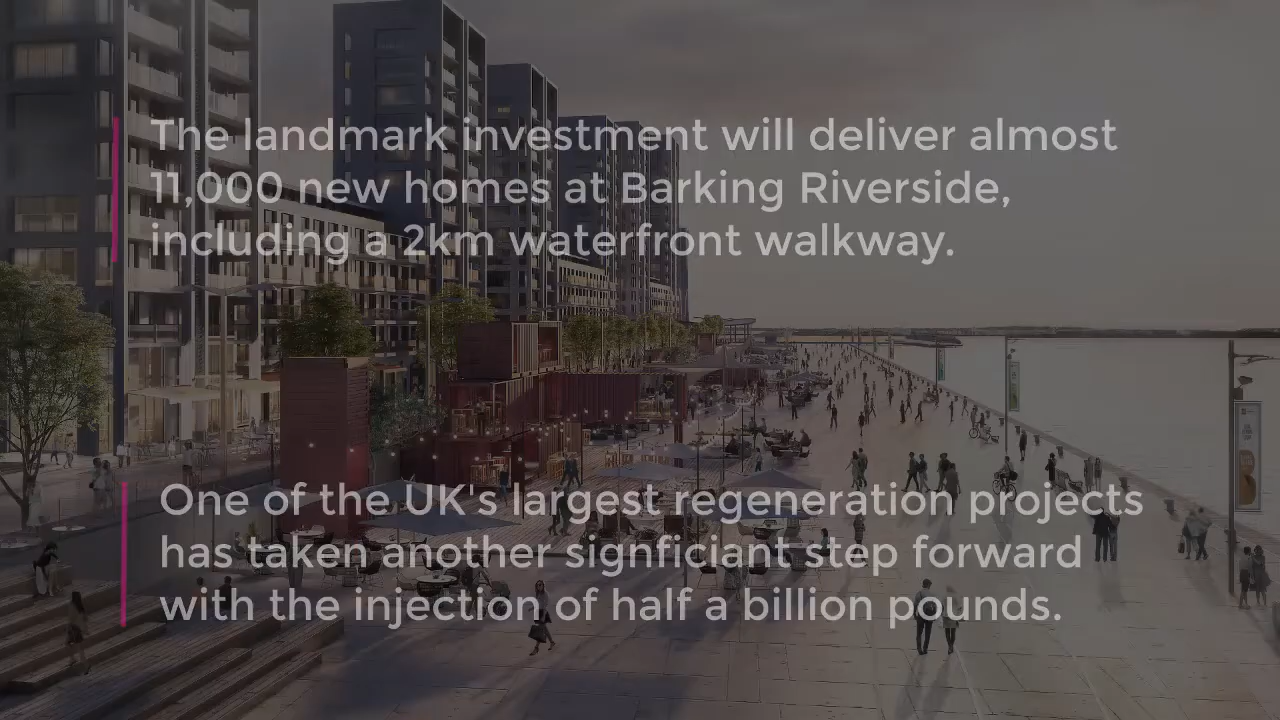 The landmark investment will deliver almost
11,000 new homes at Barking Riverside,
including a 2km waterfront walkway.
One of the UK's largest regeneration projects
has taken another signficiant step forward
with the injection of half a billion pounds.